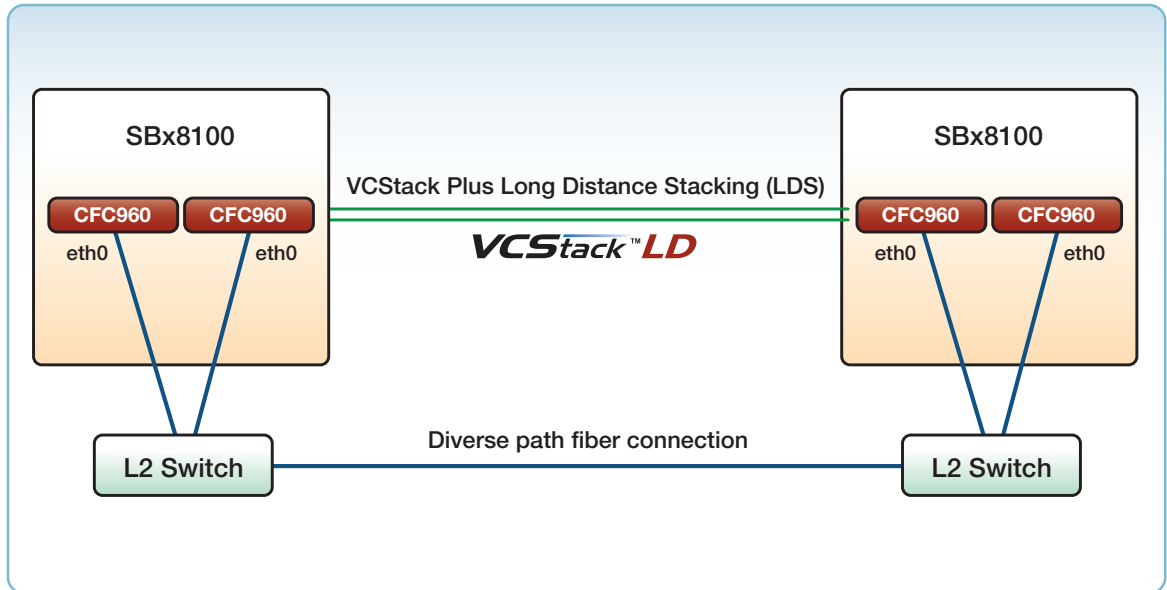 SBx8100
SBx8100
VCStack Plus Long Distance Stacking (LDS)
CFC960
CFC960
CFC960
CFC960
VCStack™LD
eth0
eth0
eth0
eth0
Diverse path fiber connection
L2 Switch
L2 Switch